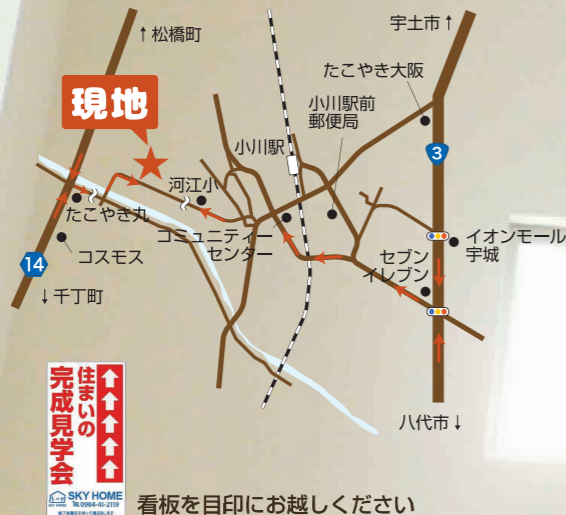 ↑松橋町
宇土市↑
現地
たこやき大阪
小川駅前
郵便局
小川駅
3
河江小
たこやき丸
コミュニティー
センター
コスモス
セブン
イレブン
イオンモール
宇城
14
↓千丁町
八代市↓
住まいの
完成見学会
SKY HOME
TEL 0964-41-2119
看板を目印にお越しください